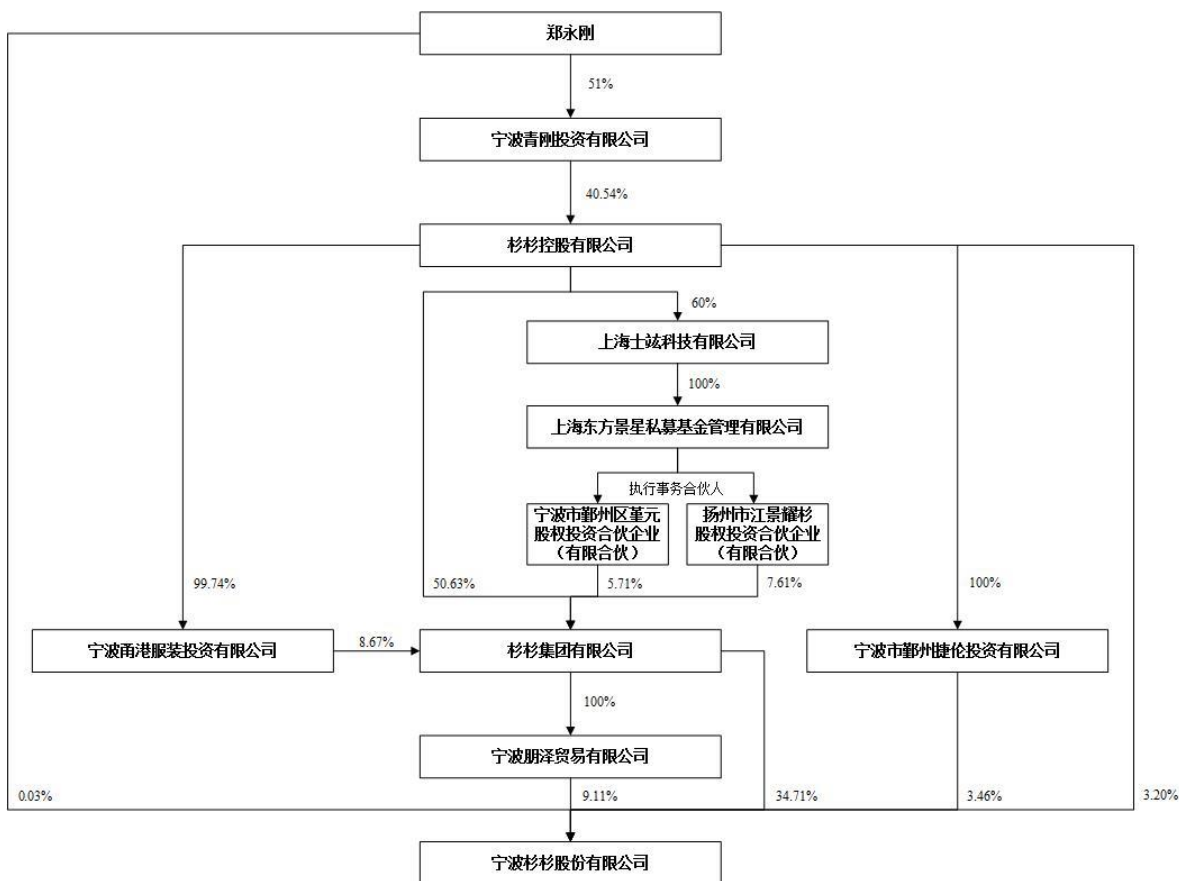 郑永刚
51%
宁波青刚投资有限公司
40.54%
杉杉控股有限公司
60%
上海士竑科技有限公司
100%
上海东方景星私募基金管理有限公司
执行事务合伙人
宁波市鄞州区堇元
股权投资合伙企业
（有限合伙）
扬州市江景耀杉
股权投资合伙企业
（有限合伙）
99.74%
50.63%
5.71%
7.61%
100%
宁波甬港服装投资有限公司
8.67%
杉杉集团有限公司
宁波市鄞州捷伦投资有限公司
100%
宁波朋泽贸易有限公司
0.03%
9.11%
34.71%
3.46%
3.20%
宁波杉杉股份有限公司